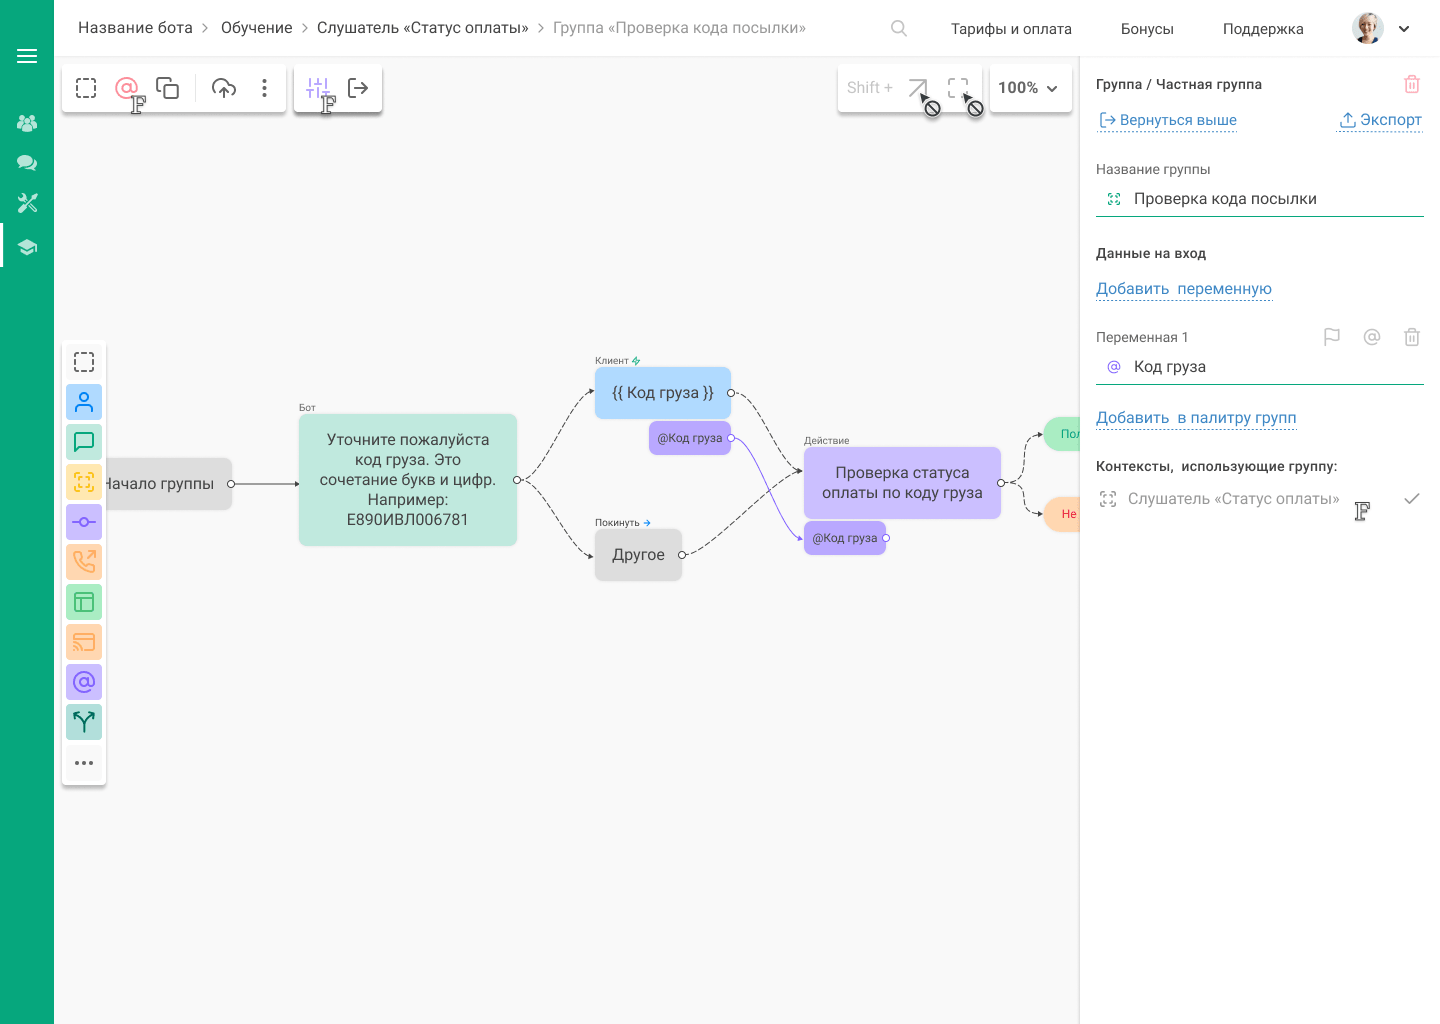 Название бота
Обучение
Слушатель «Статус оплаты»
Группа «Проверка кода посылки»
Тарифы и оплата
Бонусы
Поддержка
F
F
Shift +
100%
Группа / Частная группа
Вернуться выше
Экспорт
Название группы
Проверка кода посылки
Данные на вход
Добавить переменную
Переменная 1
@ Код груза
Добавить в палитру групп
Контексты, использующие группу:
Слушатель «Статус оплаты»
F
Начало группы
Бот
Уточните пожалуйста
код груза. Это
сочетание букв и цифр.
Например:
Е890ИВЛ006781
Клиент
{{ Код груза }}
@Код груза
Покинуть
Другое
Действие
Проверка статуса
оплаты по коду груза
@Код груза
Пол
Не